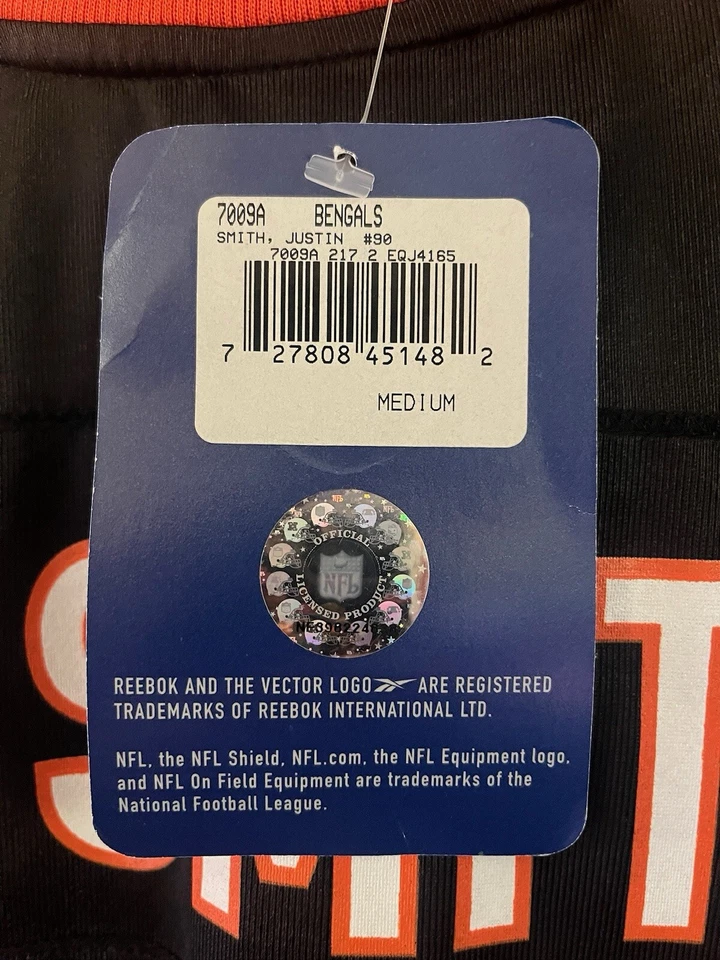 7009A BENGALS
SMITH, JUSTIN #90
7009A 217 2 EQJ4165
7 27808 45148 2
MEDIUM
OFFICIAL
NFL
LICENSED PRODUCT
REEBOK AND THE VECTOR LOGO ARE REGISTERED
TRADEMARKS OF REEBOK INTERNATIONAL LTD.
NFL, the NFL Shield, NFL.com, the NFL Equipment logo,
and NFL On Field Equipment are trademarks of the
National Football League.
SMIT